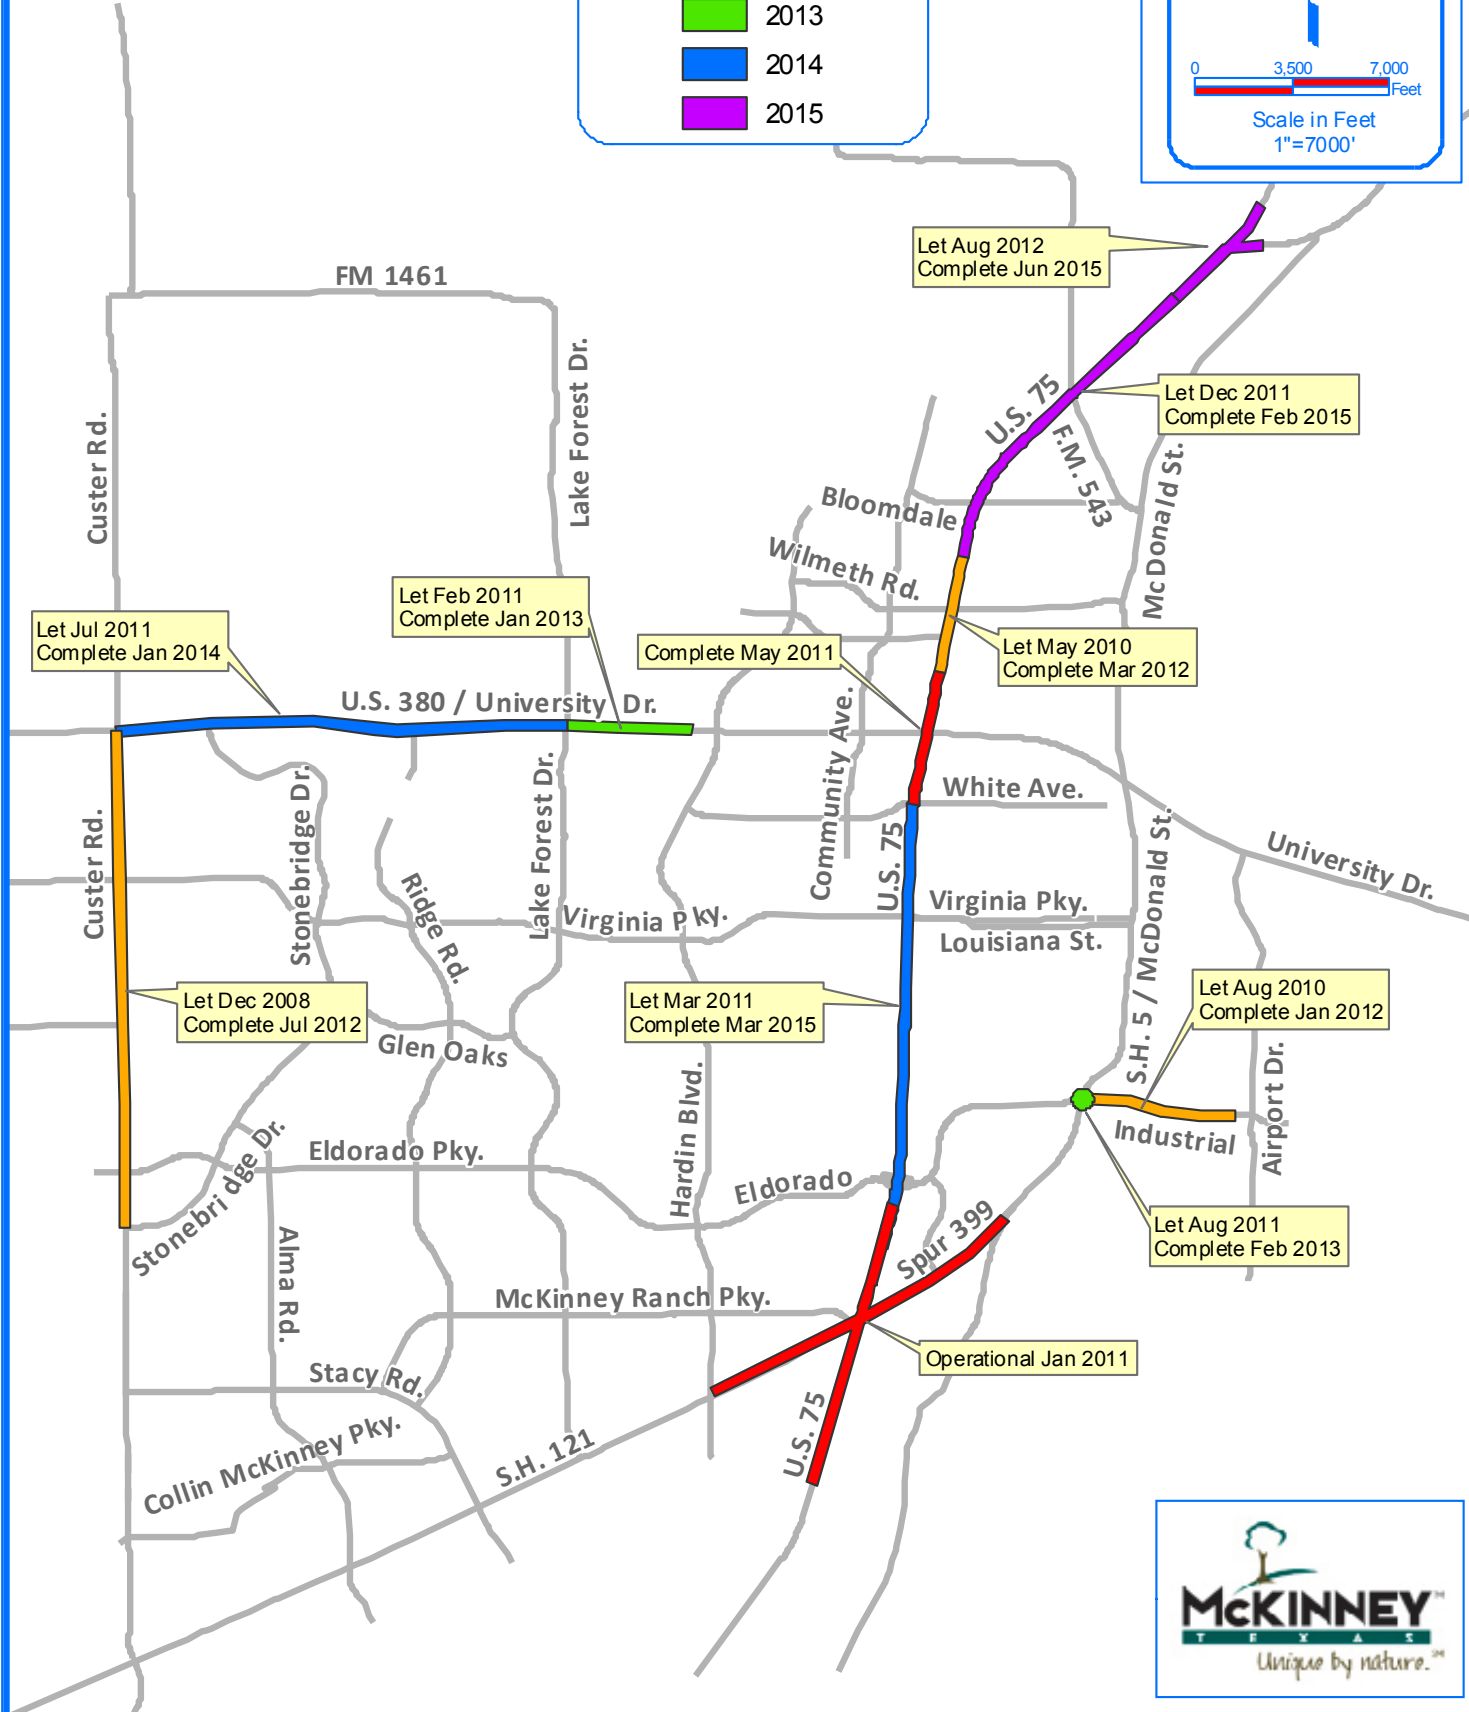 2013
2014
2015
0 3,500 7,000
Feet
Scale in Feet
1"=7000'
Let Aug 2012
Complete Jun 2015
FM 1461
Custer Rd.
Lake Forest Dr.
U.S. 75
Let Dec 2011
Complete Feb 2015
F.M. 543
McDonald St.
Bloomdale
Wilmeth Rd.
Let Feb 2011
Complete Jan 2013
Let Jul 2011
Complete Jan 2014
Complete May 2011
Let May 2010
Complete Mar 2012
U.S. 380 / University Dr.
Community Ave.
White Ave.
Custer Rd.
Stonebridge Dr.
Lake Forest Dr.
Ridge Rd.
U.S. 75
S.H. 5 / McDonald St.
University Dr.
Virginia Pky.
Virginia Pky.
Louisiana St.
Let Dec 2008
Complete Jul 2012
Let Mar 2011
Complete Mar 2015
Let Aug 2010
Complete Jan 2012
Glen Oaks
Hardin Blvd.
Industrial
Airport Dr.
Stonebridge Dr.
Eldorado Pky.
Eldorado
Let Aug 2011
Complete Feb 2013
Spur 399
Alma Rd.
McKinney Ranch Pky.
Operational Jan 2011
Stacy Rd.
U.S. 75
Collin McKinney Pky.
S.H. 121
McKINNEY
TEXAS
Unique by nature.